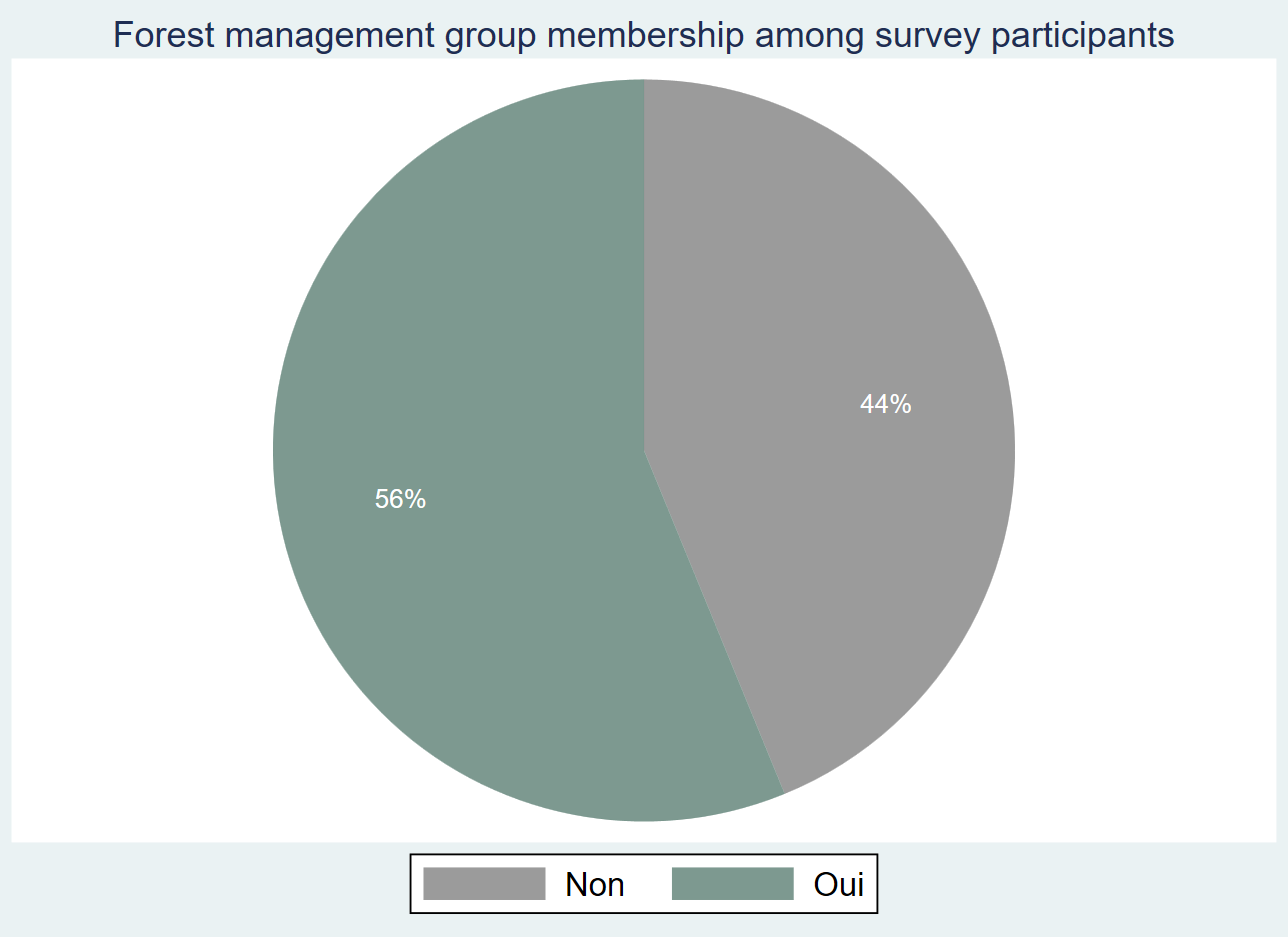 Forest management group membership among survey participants
44%
56%
Non Oui